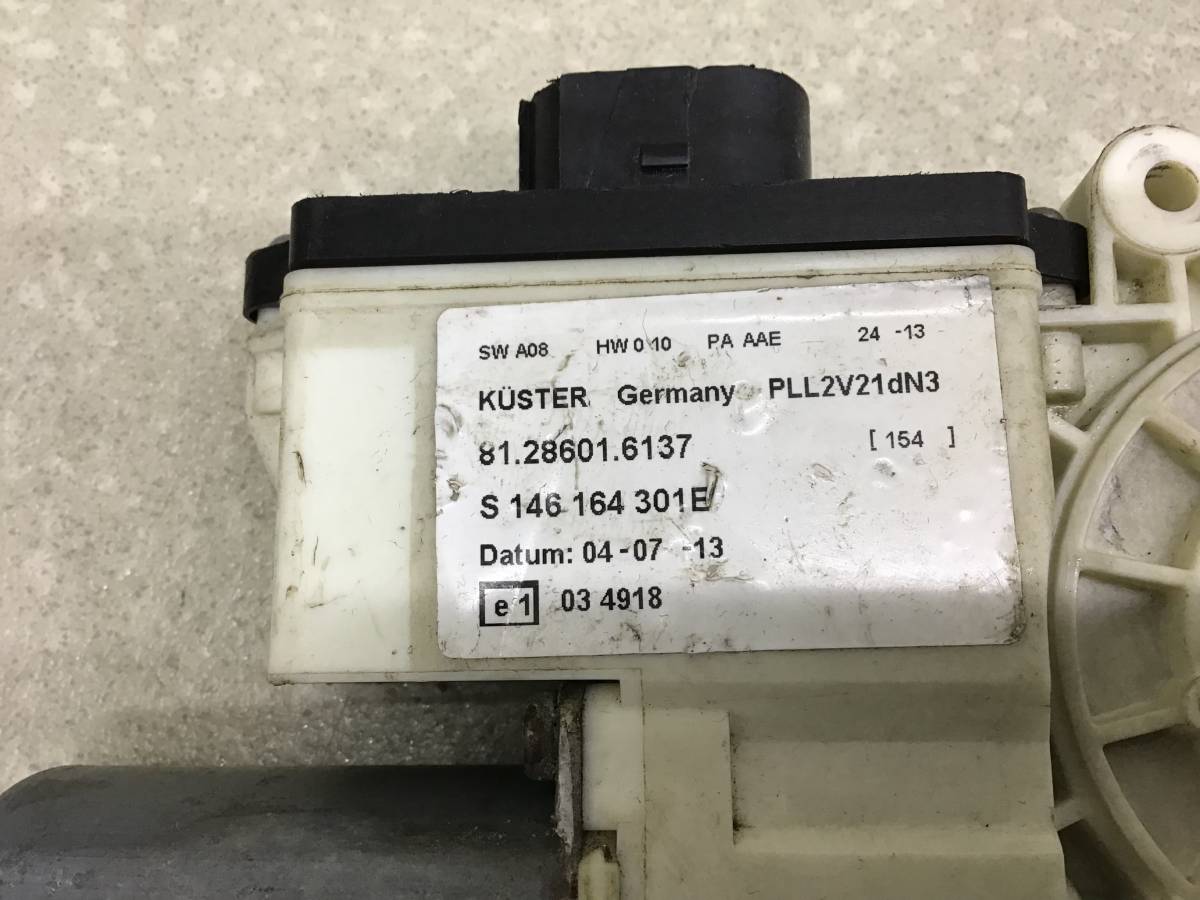 SW A08 HW 0 10 PA AAE 24 -13
KÜSTER Germany PLL2V21dN3
81.28601.6137 [ 154 ]
S 146 164 301E
Datum: 04-07 -13
e 1 03 4918